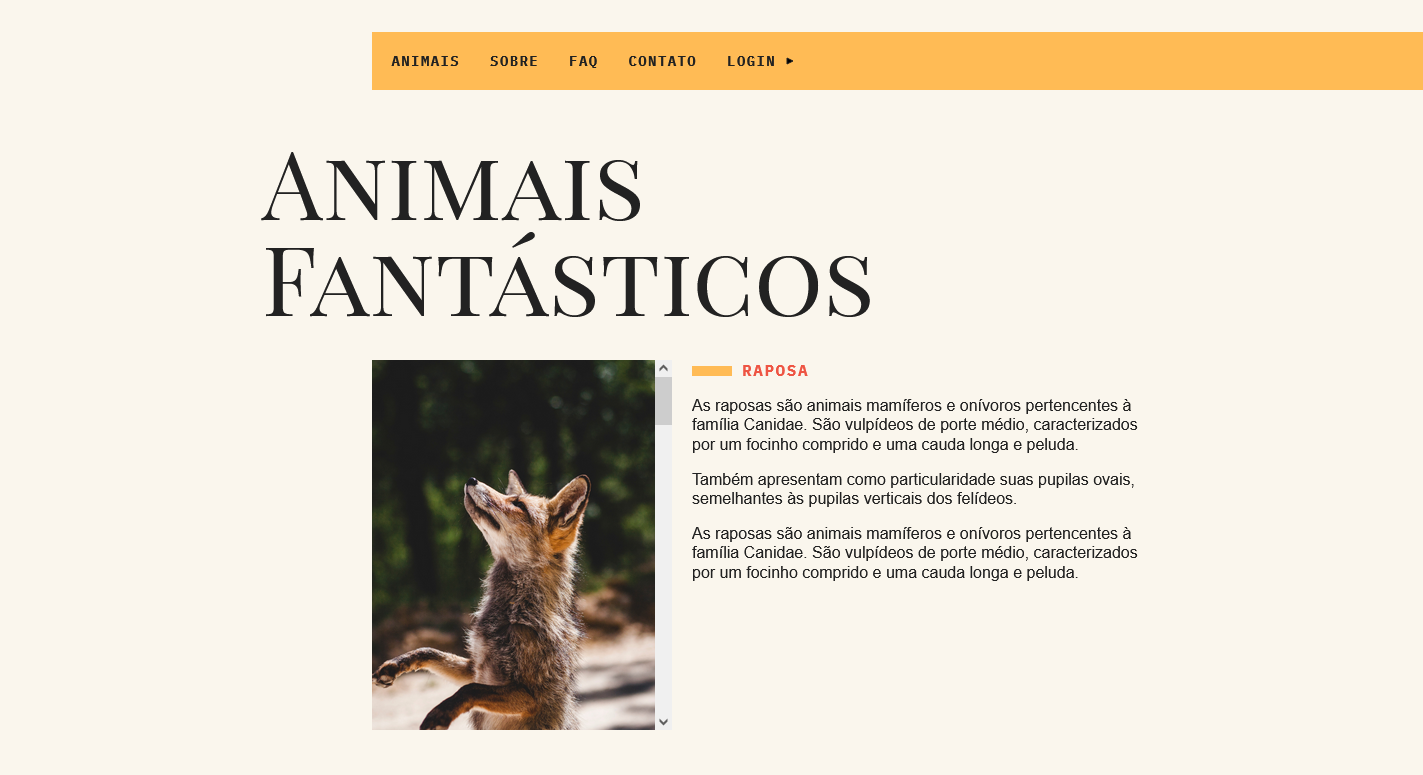 ANIMAIS SOBRE FAQ CONTATO LOGIN ▸
Animais
Fantásticos
RAPOSA
As raposas são animais mamíferos e onívoros pertencentes à
família Canidae. São vulpídeos de porte médio, caracterizados
por um focinho comprido e uma cauda longa e peluda.
Também apresentam como particularidade suas pupilas ovais,
semelhantes às pupilas verticais dos felídeos.
As raposas são animais mamíferos e onívoros pertencentes à
família Canidae. São vulpídeos de porte médio, caracterizados
por um focinho comprido e uma cauda longa e peluda.